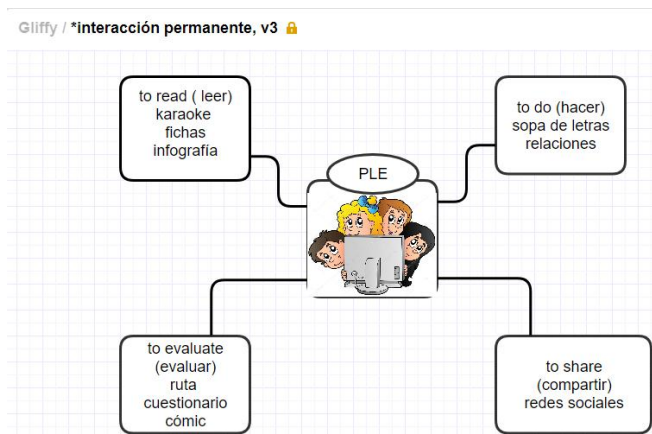 Gliffy / *interacción permanente, v3
to read ( leer)
karaoke
fichas
infografía
to do (hacer)
sopa de letras
relaciones
PLE
to evaluate
(evaluar)
ruta
cuestionario
cómic
to share
(compartir)
redes sociales